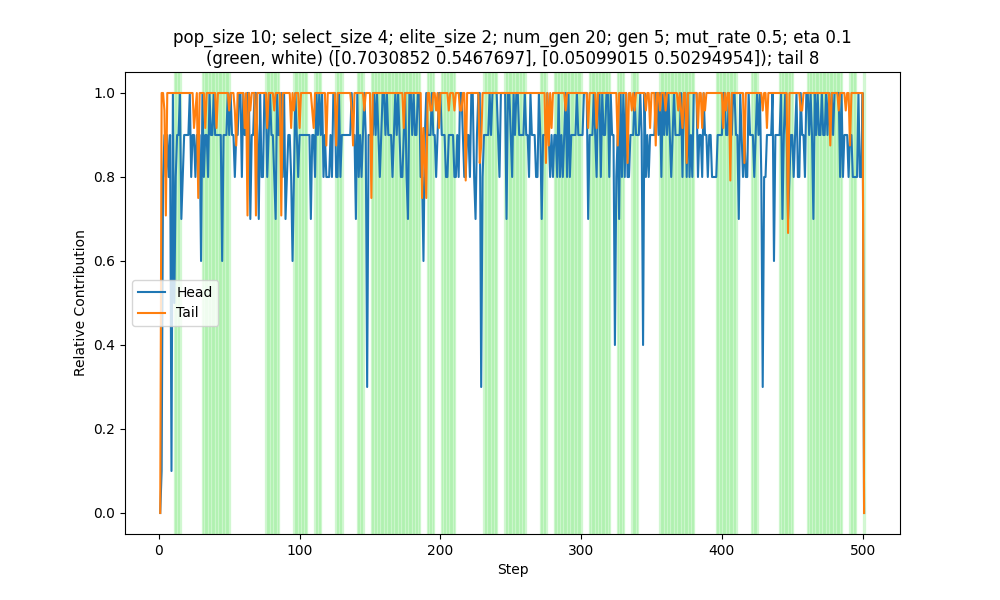 pop_size 10; select_size 4; elite_size 2; num_gen 20; gen 5; mut_rate 0.5; eta 0.1
(green, white) ([0.7030852 0.5467697], [0.05099015 0.50294954]); tail 8
1.0
0.8
0.6
0.4
0.2
0.0
Relative Contribution
Head
Tail
0
100
200
300
400
500
Step